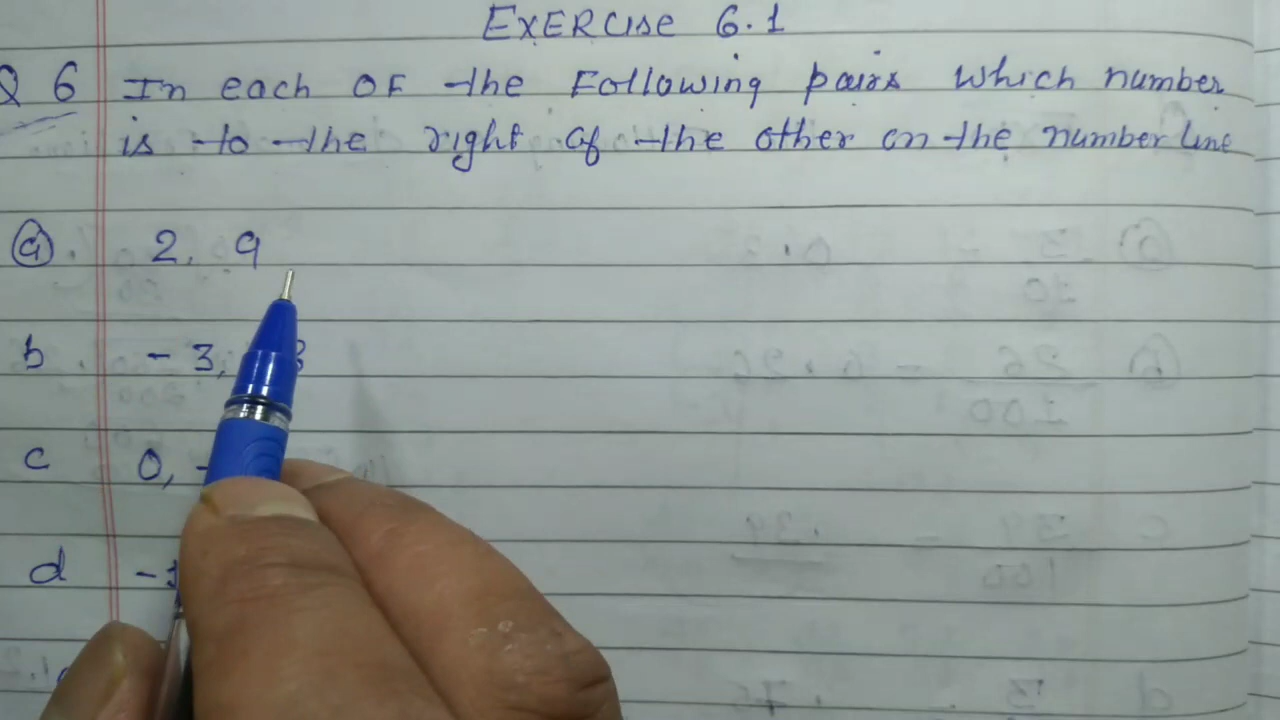 EXERCISE 6.1
Q 6 In each OF the Following pairs which number
is to the right of the other on the number line
(a) 2, 9
b - 3,
c 0, -
d -1